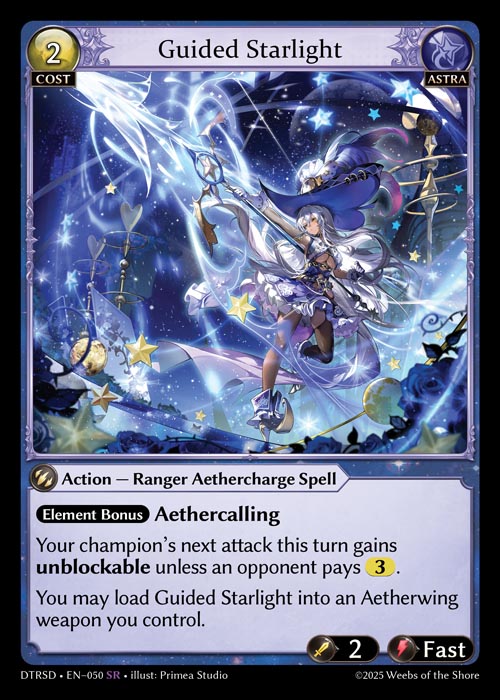 2
Guided Starlight
COST
ASTRA
Action — Ranger Aethercharge Spell
Element Bonus Aethercalling
Your champion's next attack this turn gains
unblockable unless an opponent pays 3.
You may load Guided Starlight into an Aetherwing
weapon you control.
2 Fast
DTRSD • EN–050 SR • illust: Primea Studio
©2025 Weebs of the Shore